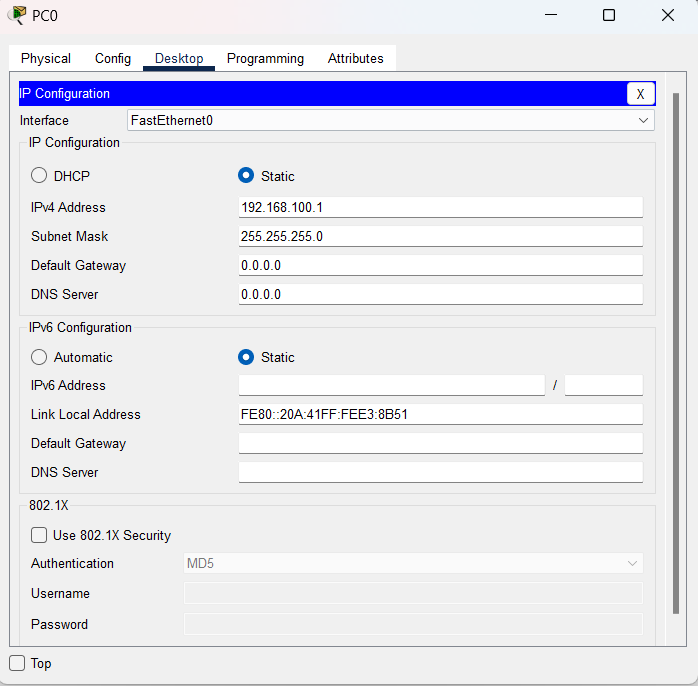 PC0
Physical Config Desktop Programming Attributes
IP Configuration X
Interface FastEthernet0
IP Configuration
DHCP Static
IPv4 Address 192.168.100.1
Subnet Mask 255.255.255.0
Default Gateway 0.0.0.0
DNS Server 0.0.0.0
IPv6 Configuration
Automatic Static
IPv6 Address /
Link Local Address FE80::20A:41FF:FEE3:8B51
Default Gateway
DNS Server
802.1X
Use 802.1X Security
Authentication MD5
Username
Password
Top